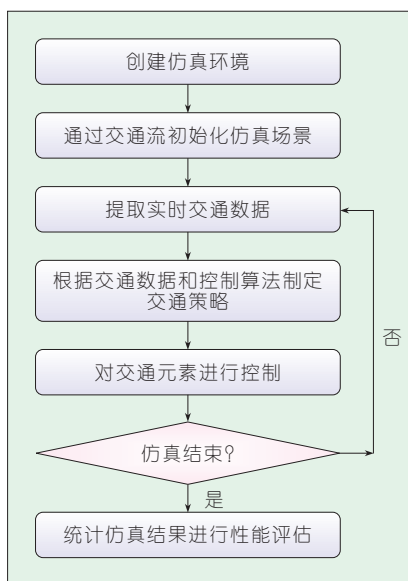 创建仿真环境
通过交通流初始化仿真场景
提取实时交通数据
根据交通数据和控制算法制定
交通策略
对交通元素进行控制
否
仿真结束?
是
统计仿真结果进行性能评估